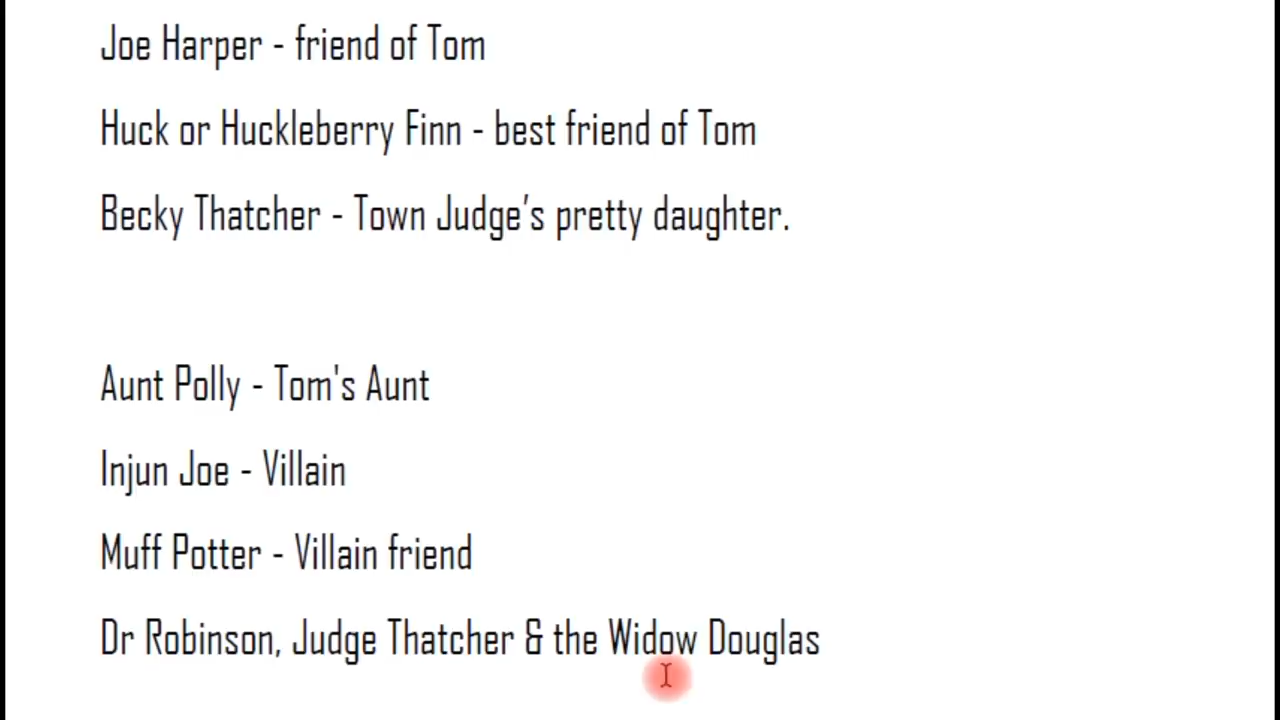 Joe Harper - friend of Tom
Huck or Huckleberry Finn - best friend of Tom
Becky Thatcher - Town Judge’s pretty daughter.
Aunt Polly - Tom's Aunt
Injun Joe - Villain
Muff Potter - Villain friend
Dr Robinson, Judge Thatcher & the Widow Douglas